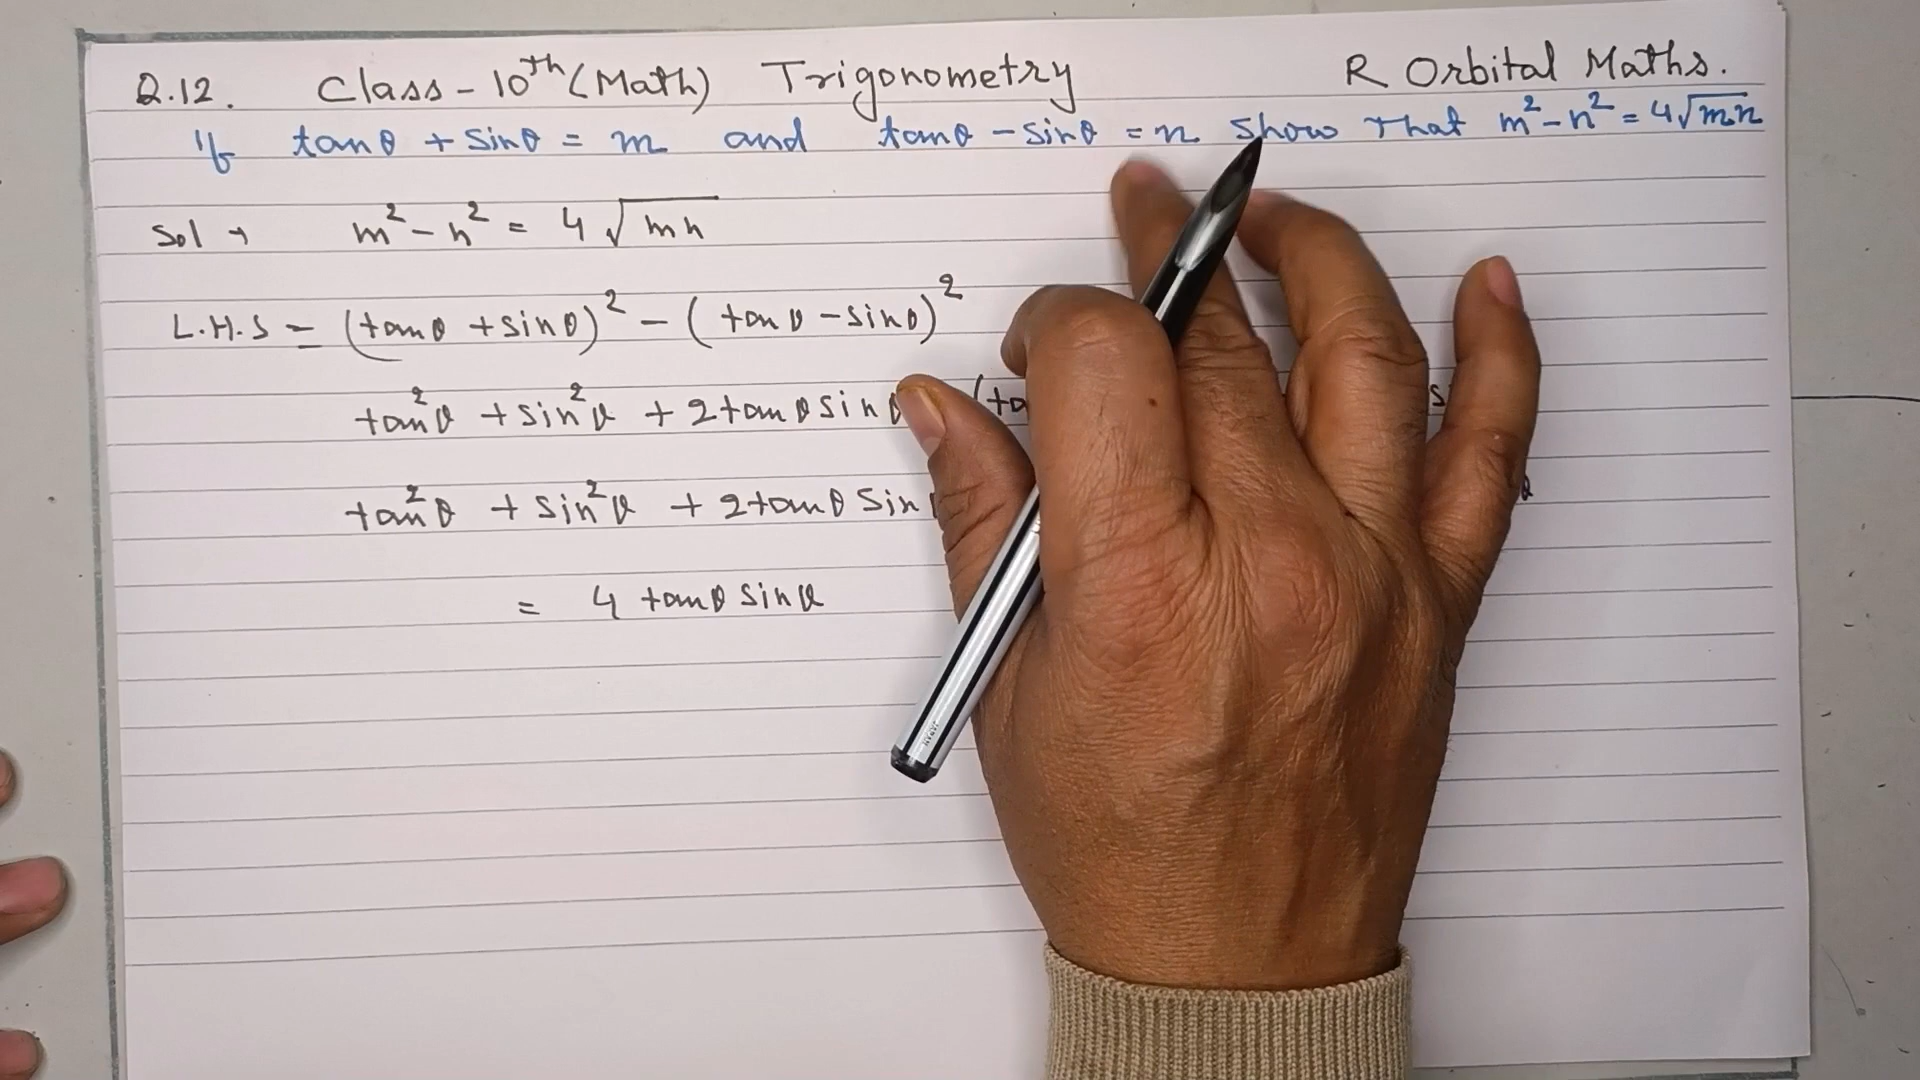 Q.12. Class - 10th (Math) Trigonometry R Orbital Maths.
If tanθ + sinθ = m and tanθ - sinθ = n show that m² - n² = 4√mn
Sol → m² - n² = 4√mn
L.H.S = (tanθ + sinθ)² - (tanθ - sinθ)²
tan²θ + sin²θ + 2tanθ sinθ (ta s
tan²θ + sin²θ + 2tanθ sin
= 4 tanθ sinθ